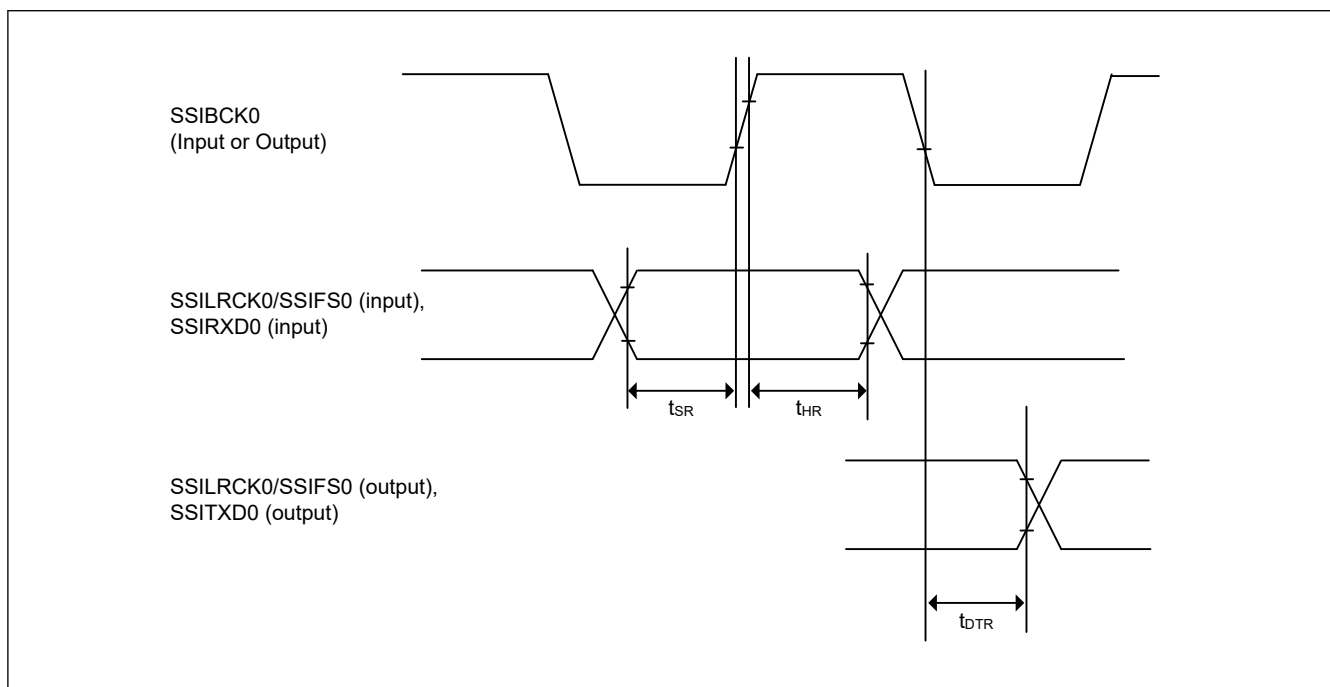 SSIBCK0
(Input or Output)
SSILRCK0/SSIFS0 (input),
SSIRXD0 (input)
tSR
tHR
SSILRCK0/SSIFS0 (output),
SSITXD0 (output)
tDTR